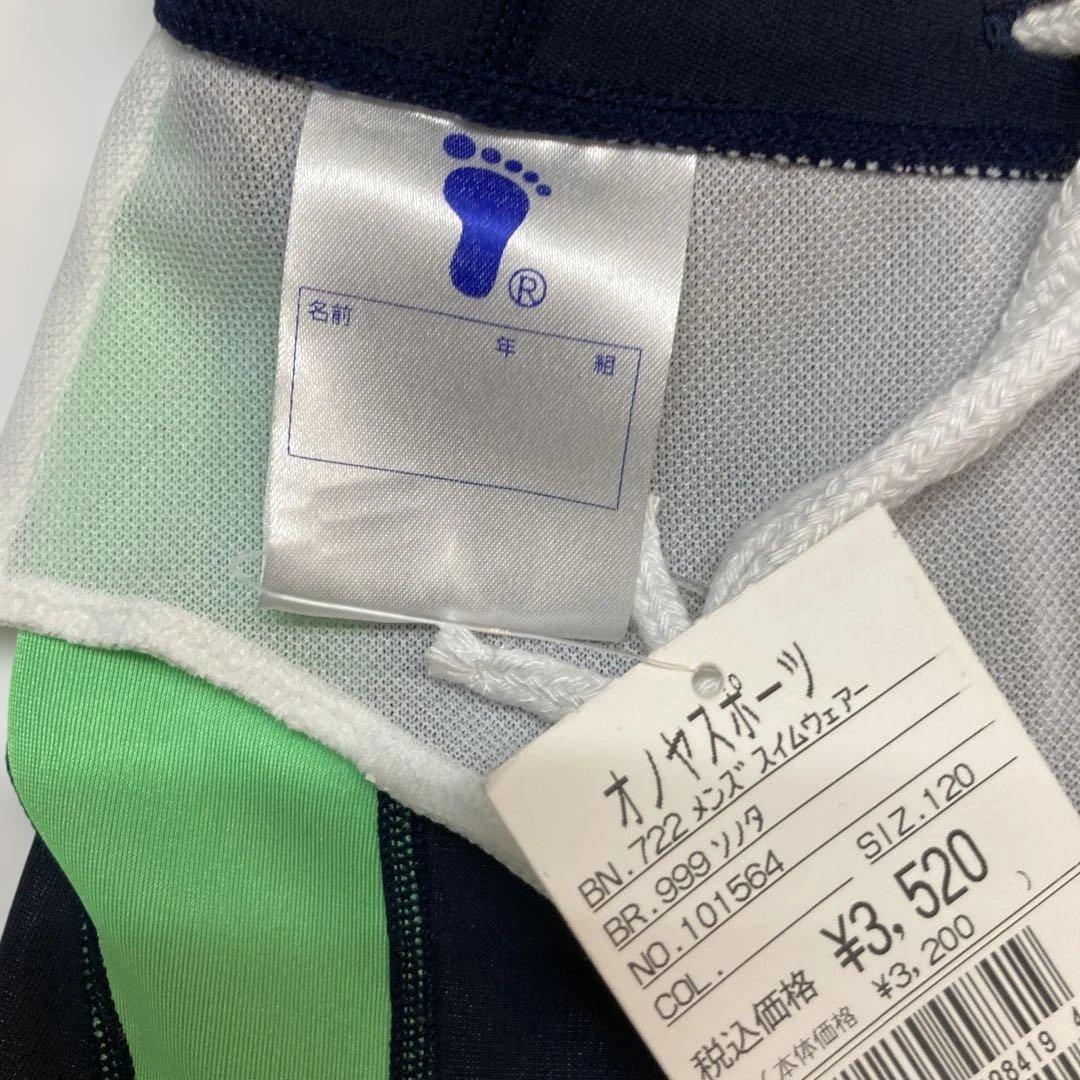 ®
名前 年 組
オノヤスポーツ
BN.722 メンズ スイムウェアー
BR.999 ソノタ
NO.101564 SIZ.120
COL.
税込価格 ¥3,520
(本体価格 ¥3,200 )
28419